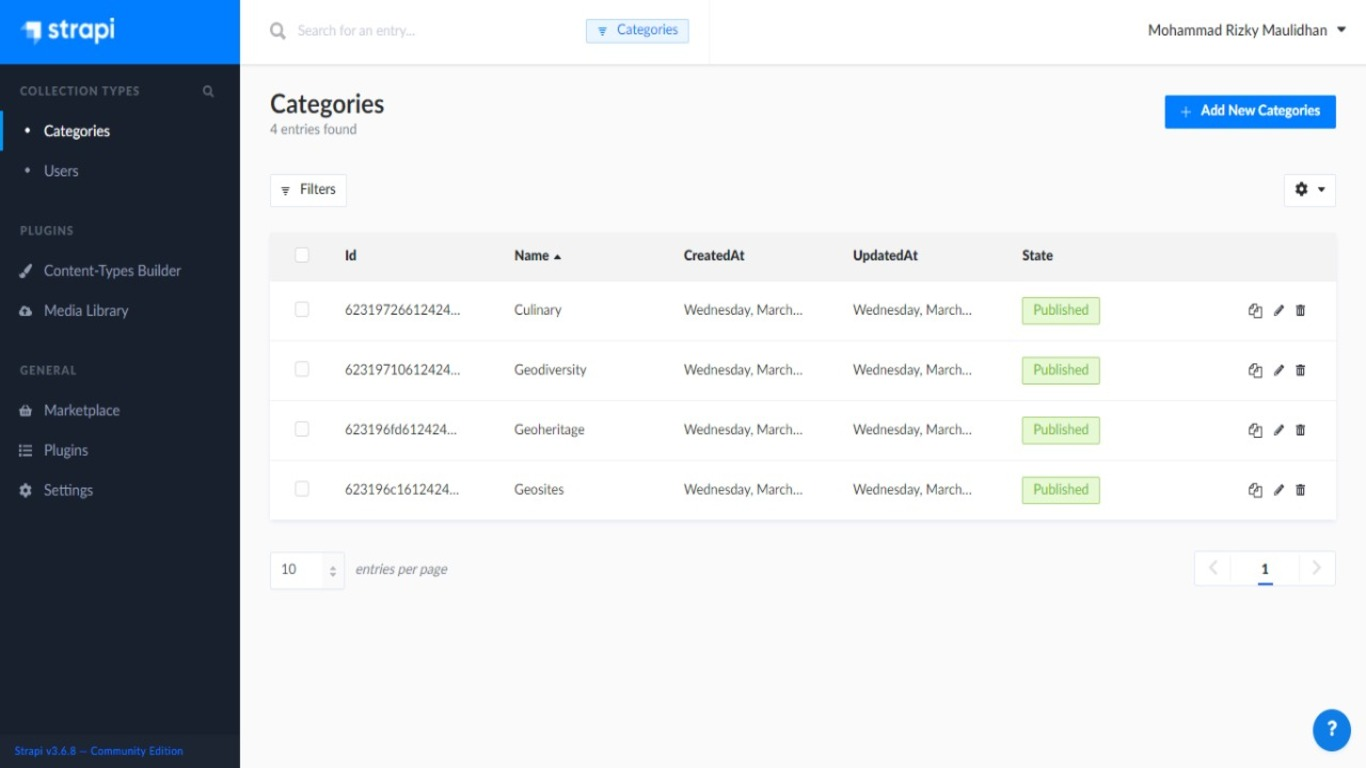 strapi
Search for an entry...
Categories
Mohammad Rizky Maulidhan
COLLECTION TYPES
Categories
Users
PLUGINS
Content-Types Builder
Media Library
GENERAL
Marketplace
Plugins
Settings
Strapi v3.6.8 — Community Edition
Categories
4 entries found
Add New Categories
Filters
Id Name CreatedAt UpdatedAt State
62319726612424... Culinary Wednesday, March... Wednesday, March... Published
62319710612424... Geodiversity Wednesday, March... Wednesday, March... Published
623196fd612424... Geoheritage Wednesday, March... Wednesday, March... Published
623196c1612424... Geosites Wednesday, March... Wednesday, March... Published
10 entries per page
1
?